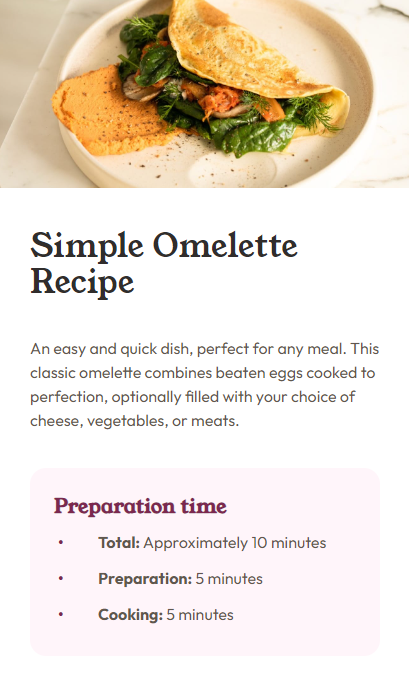 Simple Omelette
Recipe
An easy and quick dish, perfect for any meal. This
classic omelette combines beaten eggs cooked to
perfection, optionally filled with your choice of
cheese, vegetables, or meats.
Preparation time
• Total: Approximately 10 minutes
• Preparation: 5 minutes
• Cooking: 5 minutes